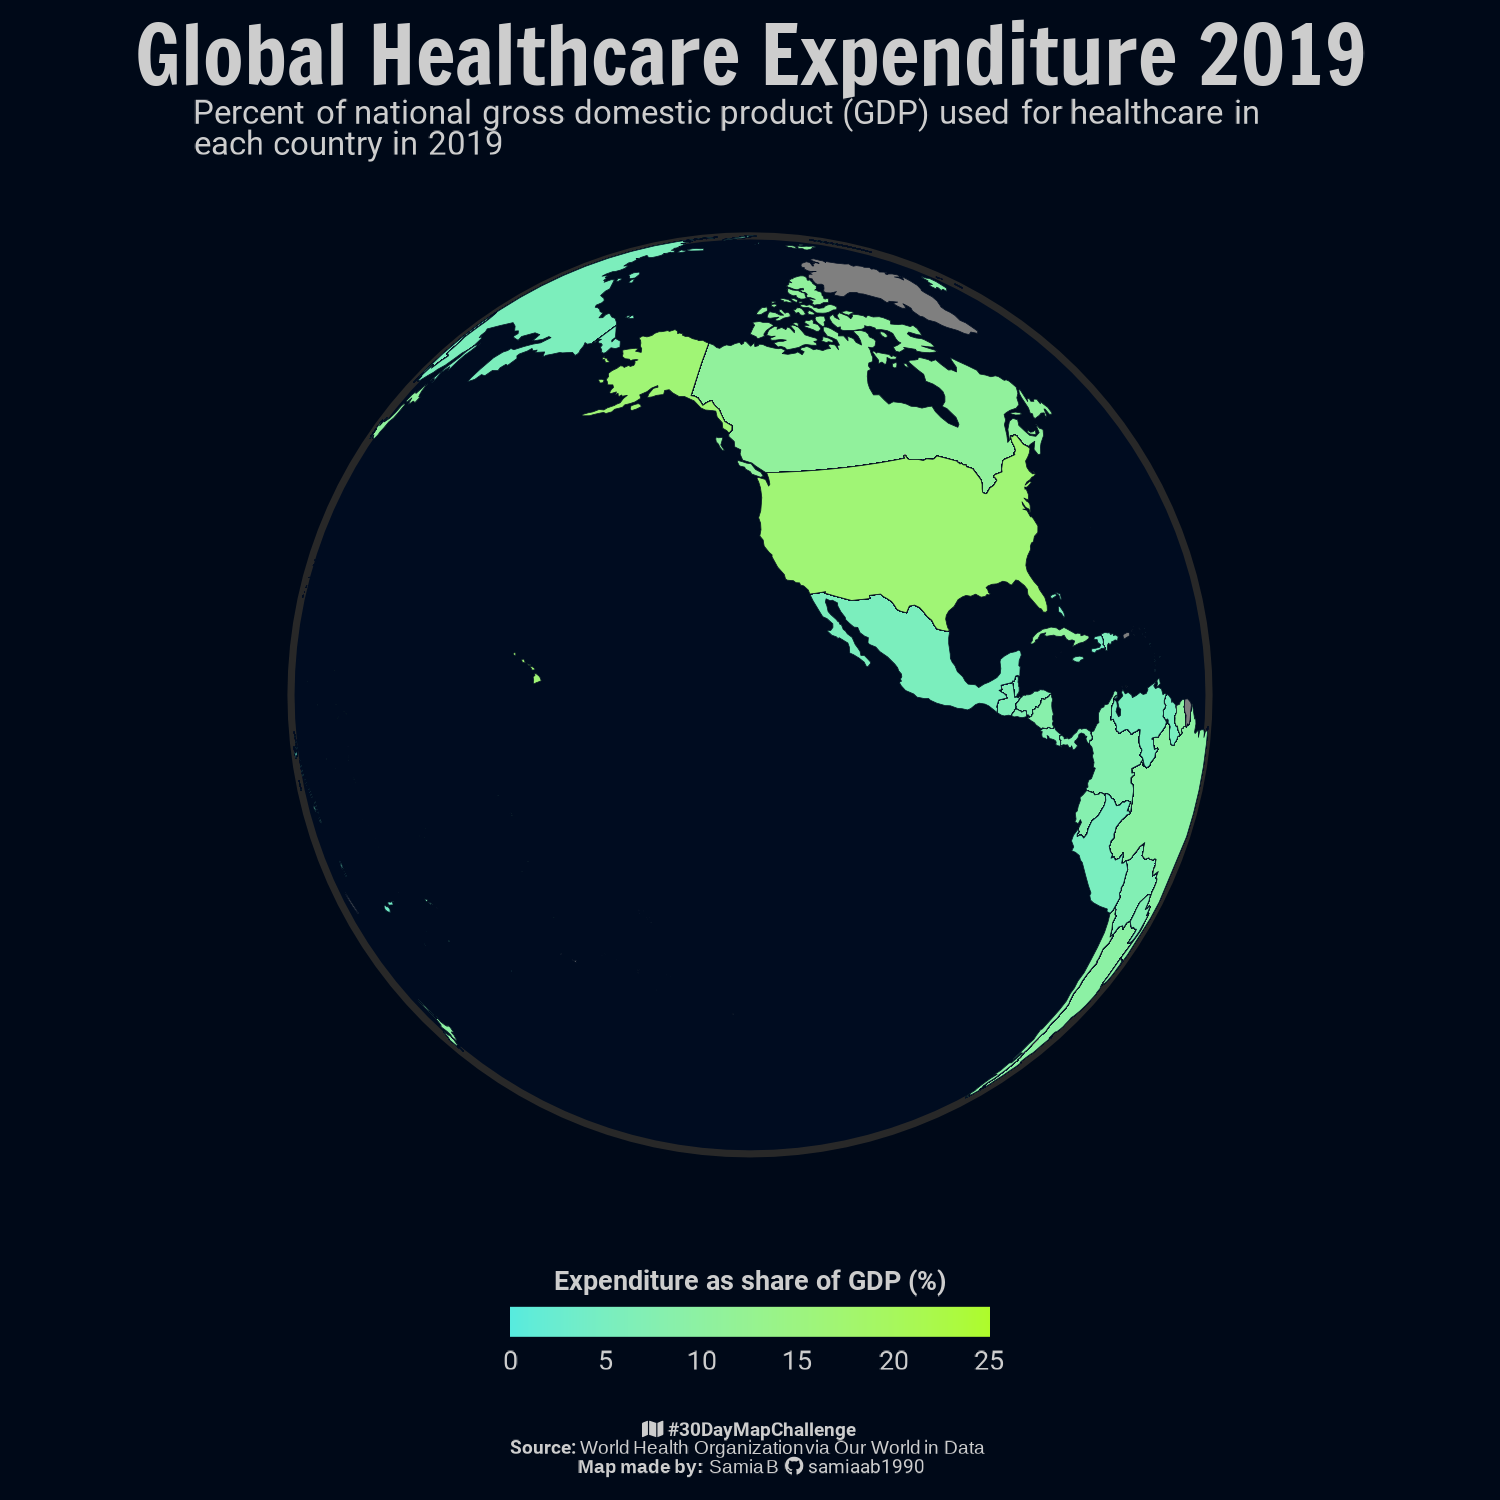 Global Healthcare Expenditure 2019
Percent of national gross domestic product (GDP) used for healthcare in
each country in 2019
Expenditure as share of GDP (%)
0 5 10 15 20 25
#30DayMapChallenge
Source: World Health Organization via Our World in Data
Map made by: Samia B samiaab1990